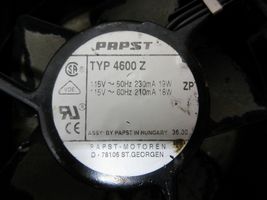 PAPST
TYP 4600 Z
115V ~ 50Hz 230mA 19W
115V ~ 60Hz 210mA 18W
ZP
VDE
ASSY. BY PAPST IN HUNGARY 36.00
PAPST-MOTOREN
D-78106 ST. GEORGEN